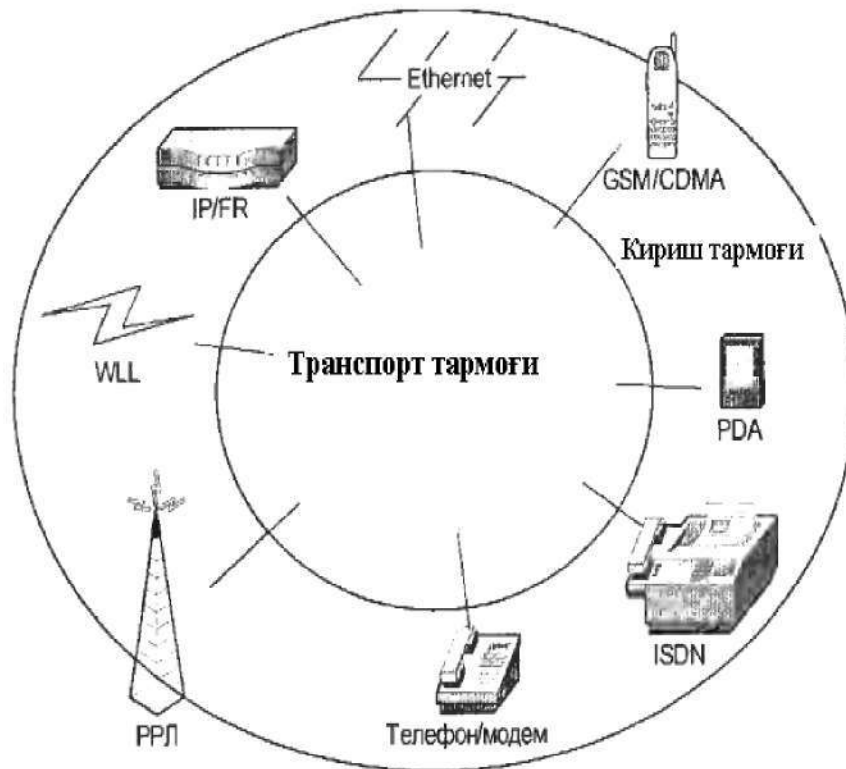 Ethernet
GSM/CDMA
IP/FR
Кириш тармоғи
WLL
Транспорт тармоғи
PDA
ISDN
РРЛ
Телефон/модем